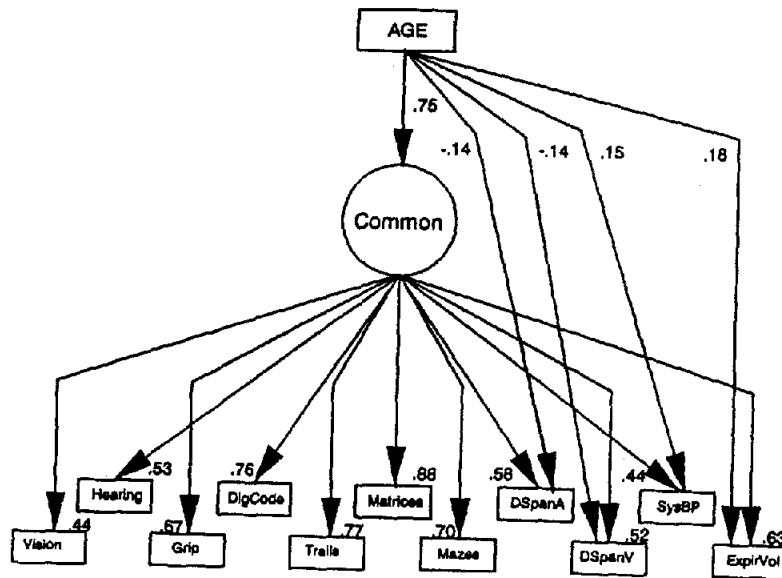 AGE
.75
-.14
-.14
.15
.18
Common
.53
.76
.88
.58
.44
Hearing
DigCode
Matrices
DSpanA
SysBP
.44
.67
.77
.70
.52
.63
Vision
Grip
Trails
Mazes
DSpanV
ExpirVol